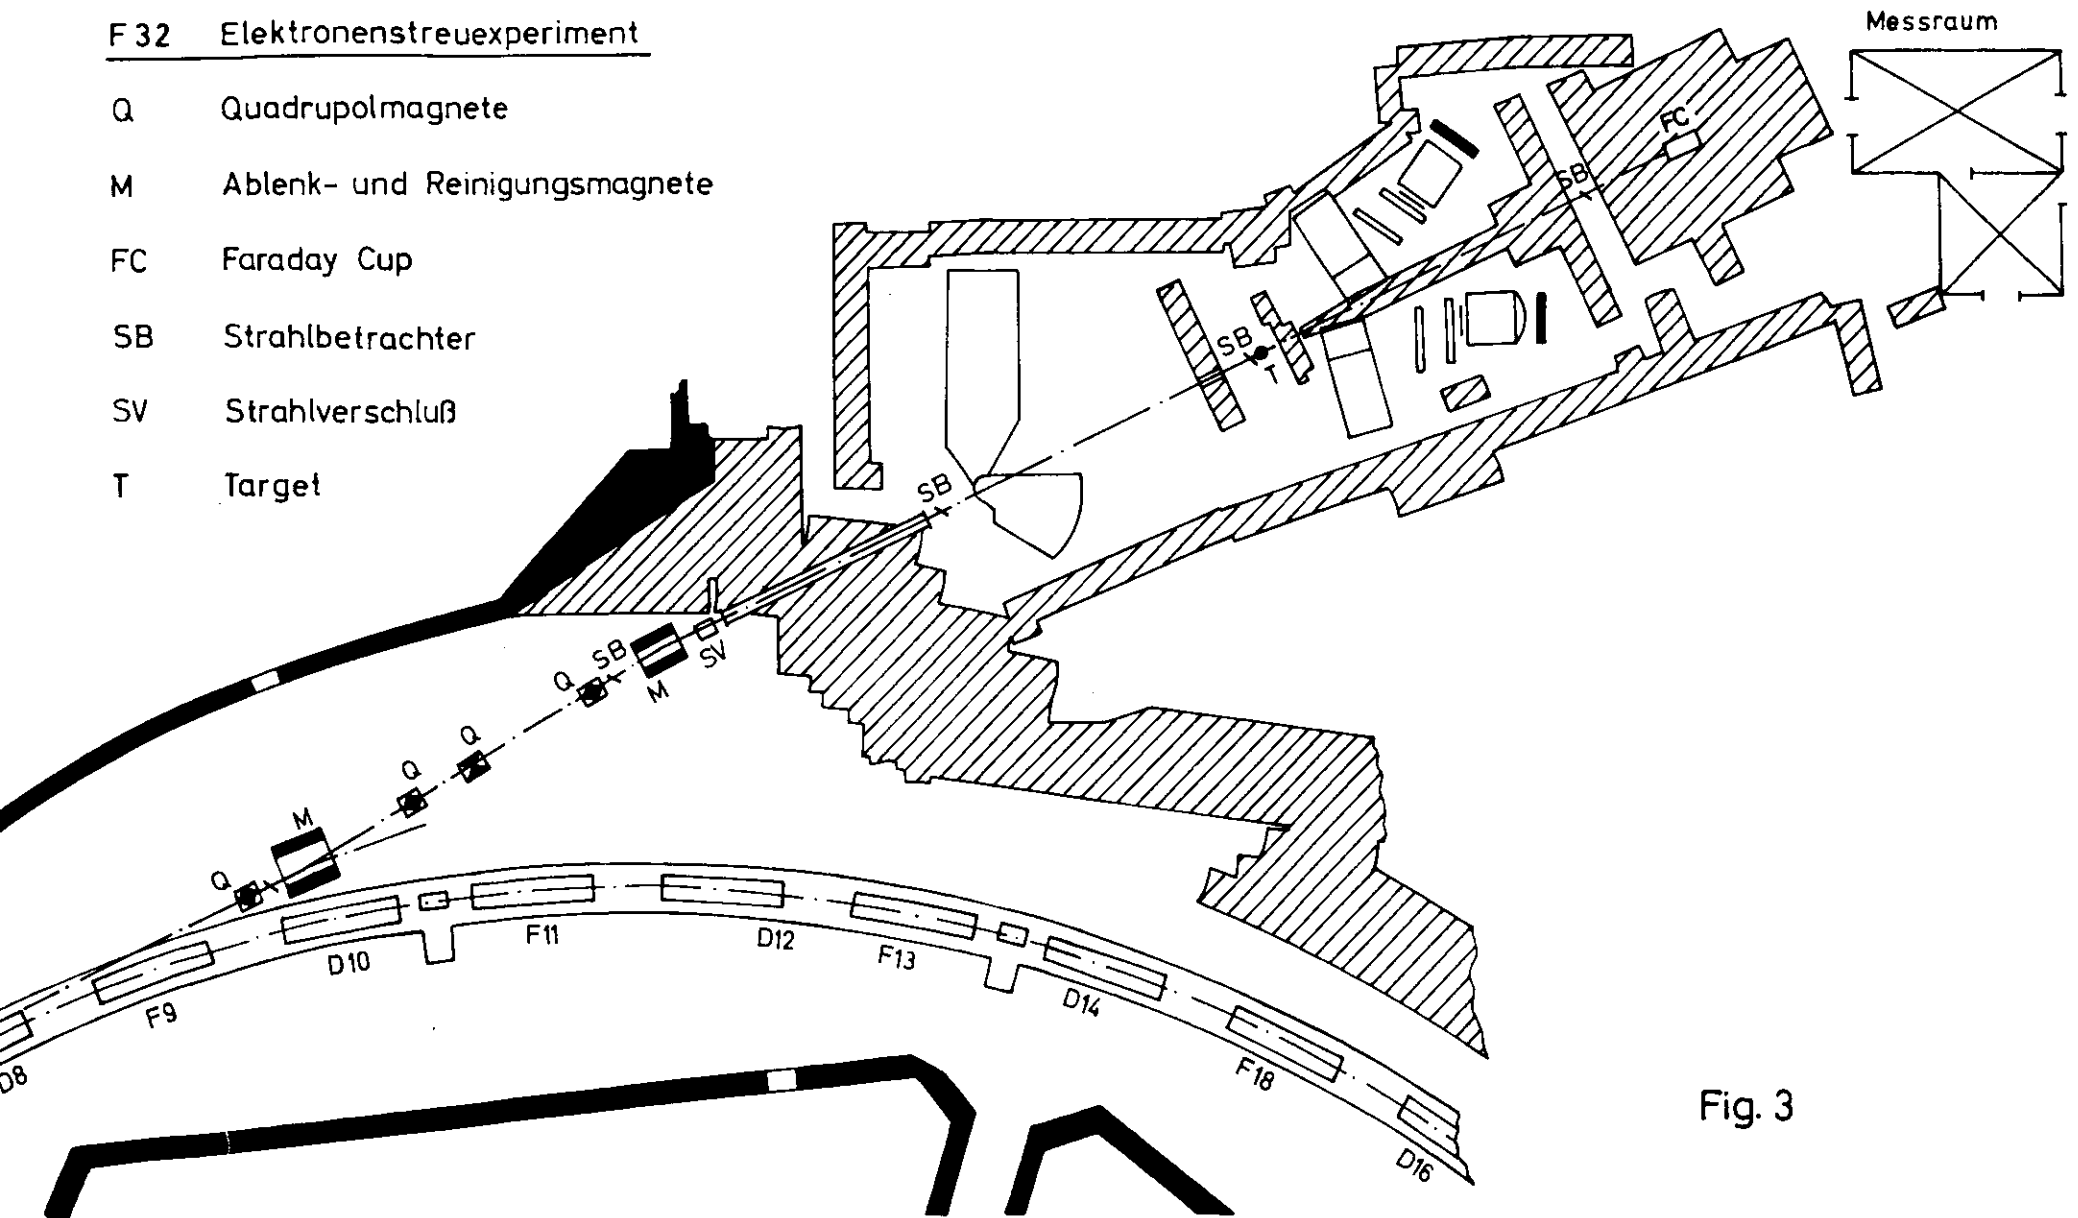 F 32 Elektronenstreuexperiment
Q Quadrupolmagnete
M Ablenk- und Reinigungsmagnete
FC Faraday Cup
SB Strahlbetrachter
SV Strahlverschluß
T Target
Messraum
FC
SB
SB
T
SB
SB
SV
Q
M
Q
Q
M
Q
F11
D12
F13
D10
D14
F9
F18
D8
D16
Fig. 3